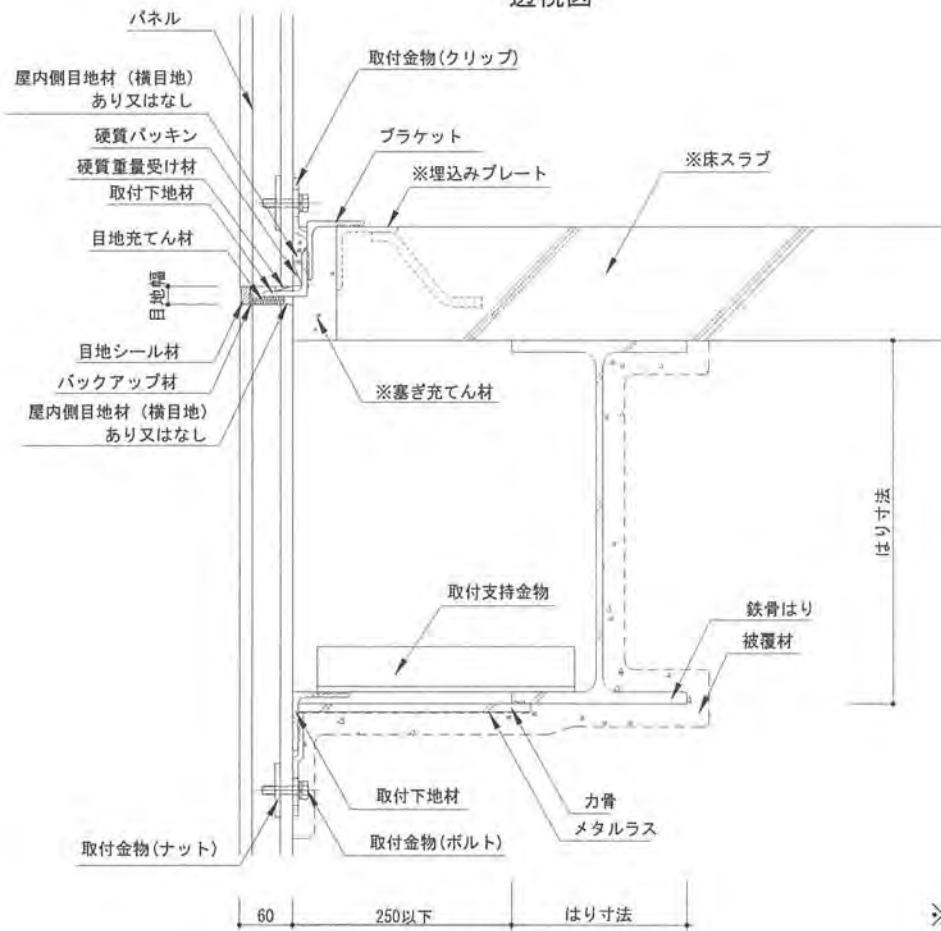 透視図
パネル
取付金物(クリップ)
屋内側目地材 (横目地)
あり又はなし
ブラケット
硬質パッキン
※床スラブ
硬質重量受け材
※埋込みプレート
取付下地材
目地充てん材
目地幅
目地シール材
バックアップ材
※塞ぎ充てん材
屋内側目地材 (横目地)
あり又はなし
はり寸法
取付支持金物
鉄骨はり
被覆材
取付下地材
力骨
メタルラス
取付金物(ナット)
取付金物(ボルト)
60
250以下
はり寸法
※